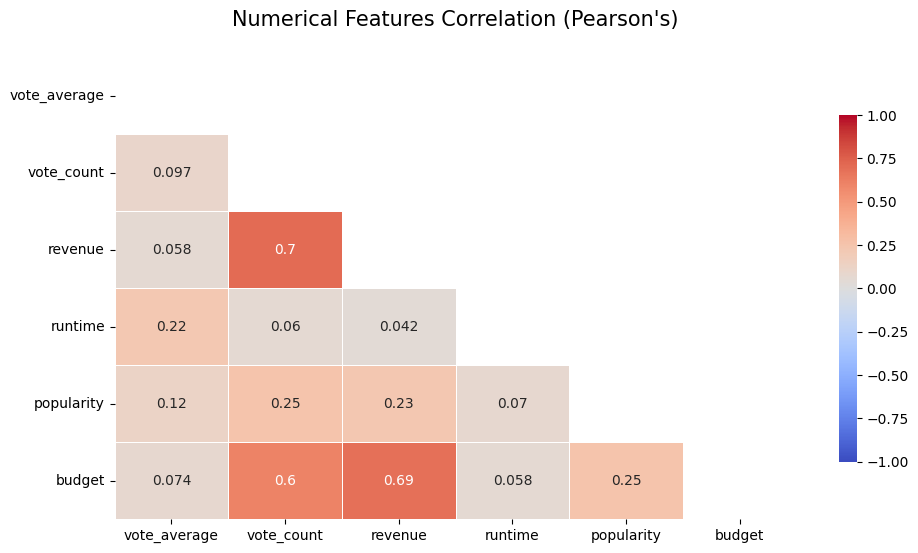 Numerical Features Correlation (Pearson's)
vote_average
vote_count 0.097
revenue 0.058 0.7
runtime 0.22 0.06 0.042
popularity 0.12 0.25 0.23 0.07
budget 0.074 0.6 0.69 0.058 0.25
vote_average vote_count revenue runtime popularity budget
1.00
0.75
0.50
0.25
0.00
−0.25
−0.50
−0.75
−1.00